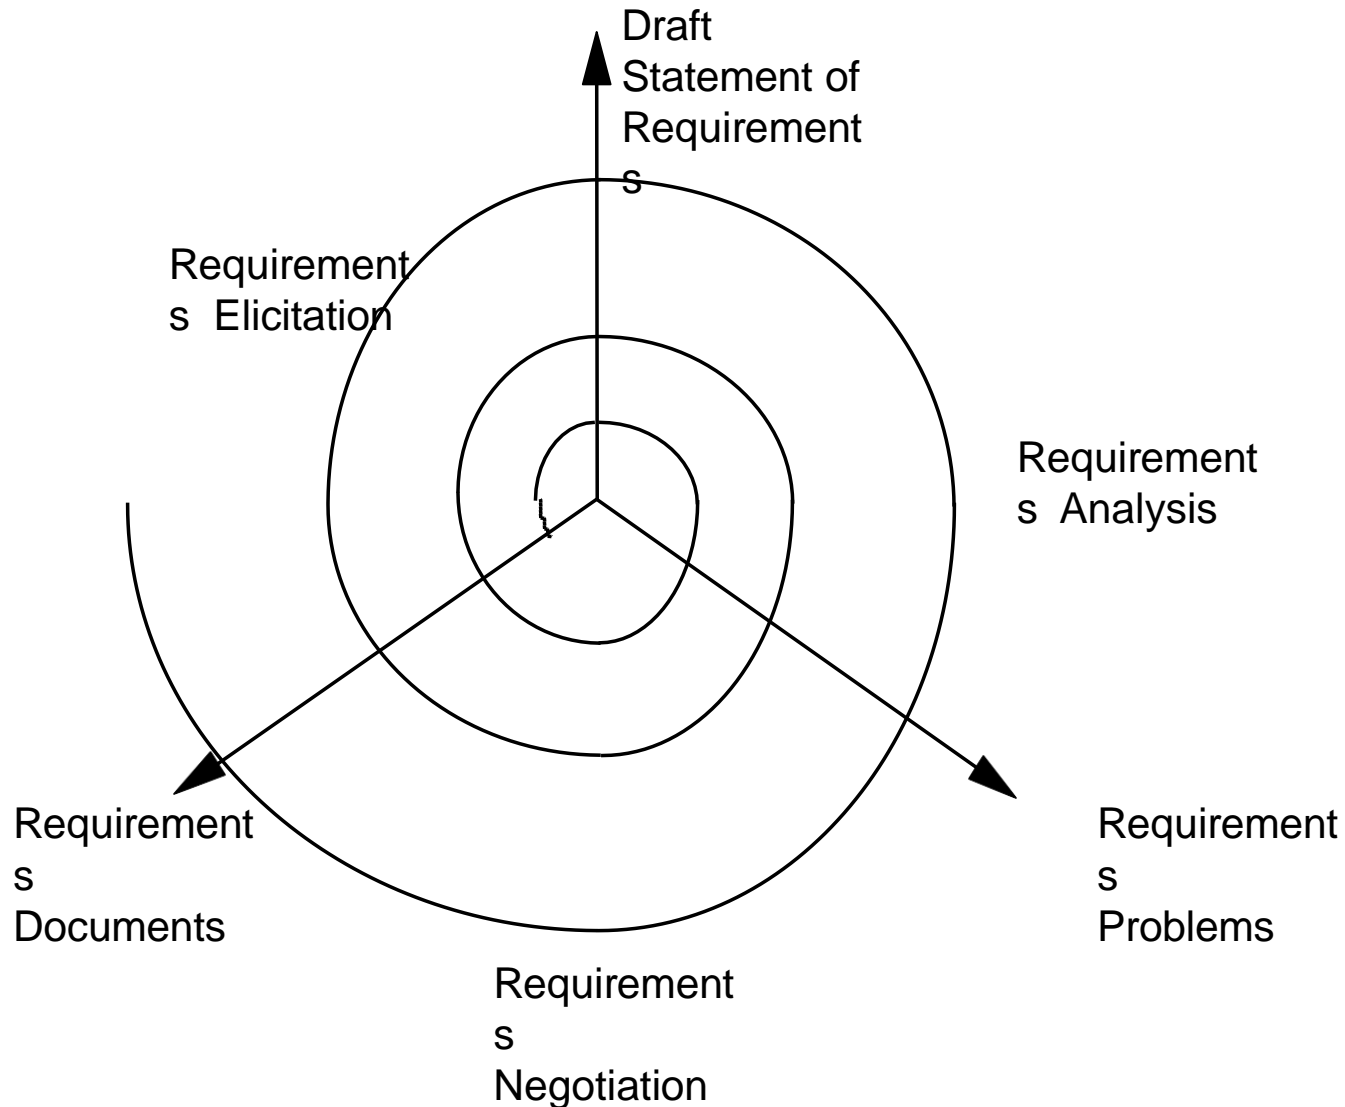 Draft
Statement of
Requirement
s
Requirement
s Elicitation
Requirement
s Analysis
Requirement
s
Documents
Requirement
s
Problems
Requirement
s
Negotiation